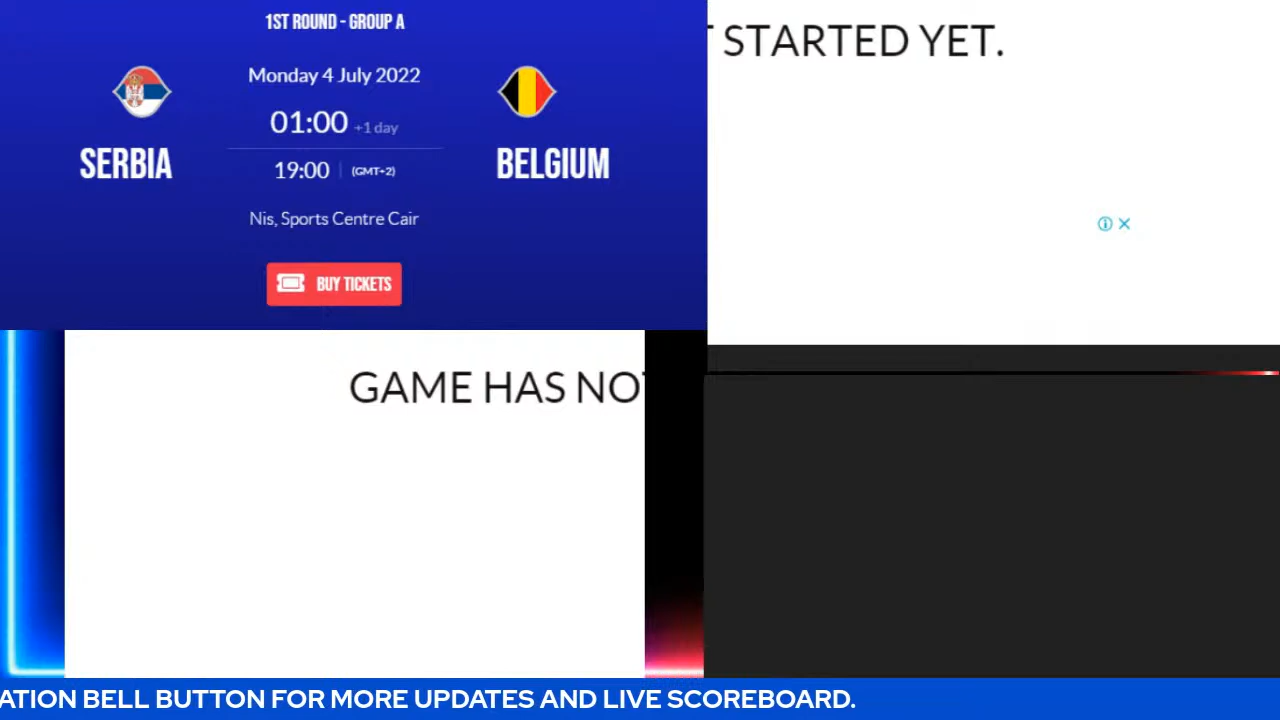 1ST ROUND - GROUP A
Monday 4 July 2022
01:00 +1 day
19:00 (GMT+2)
SERBIA
BELGIUM
Nis, Sports Centre Cair
BUY TICKETS
STARTED YET.
GAME HAS NOT
ATION BELL BUTTON FOR MORE UPDATES AND LIVE SCOREBOARD.